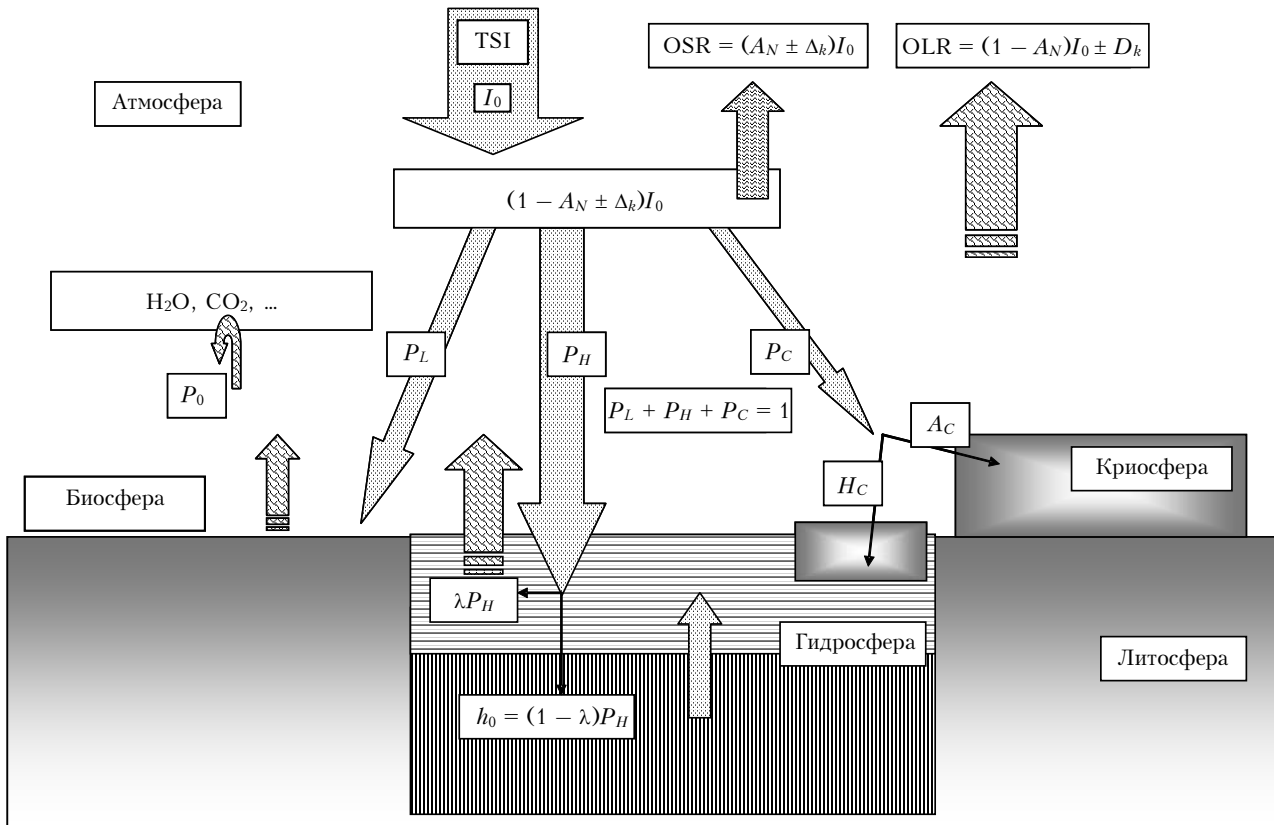 TSI
I₀
OSR = (A_N ± Δ_k)I₀
OLR = (1 − A_N)I₀ ± D_k
Атмосфера
(1 − A_N ± Δ_k)I₀
H₂O, CO₂, ...
P₀
P_L
P_H
P_C
P_L + P_H + P_C = 1
A_C
H_C
Криосфера
Биосфера
λP_H
Гидросфера
Литосфера
h₀ = (1 − λ)P_H